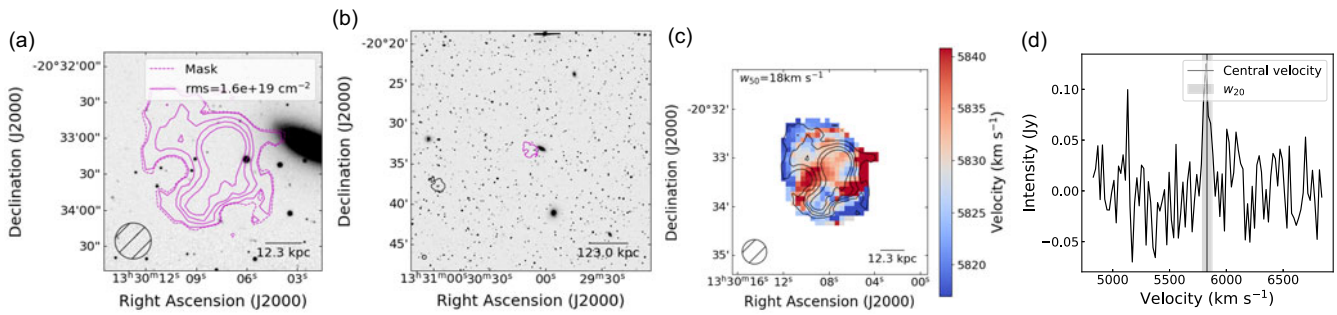 (a)
Mask
rms=1.6e+19 cm⁻²
-20°32'00"
30"
33'00"
30"
34'00"
30"
12.3 kpc
13ʰ30ᵐ12ˢ
09ˢ
06ˢ
03ˢ
Right Ascension (J2000)
Declination (J2000)
(b)
-20°20'
25'
30'
35'
40'
45'
123.0 kpc
13ʰ31ᵐ00ˢ
30ᵐ30ˢ
00ˢ
29ᵐ30ˢ
Right Ascension (J2000)
Declination (J2000)
(c)
w₅₀=18km s⁻¹
-20°32'
33'
34'
35'
12.3 kpc
13ʰ30ᵐ16ˢ
12ˢ
08ˢ
04ˢ
00ˢ
Right Ascension (J2000)
Declination (J2000)
5840
5835
5830
5825
5820
Velocity (km s⁻¹)
(d)
Central velocity
w₂₀
0.10
0.05
0.00
−0.05
5000
5500
6000
6500
Velocity (km s⁻¹)
Intensity (Jy)